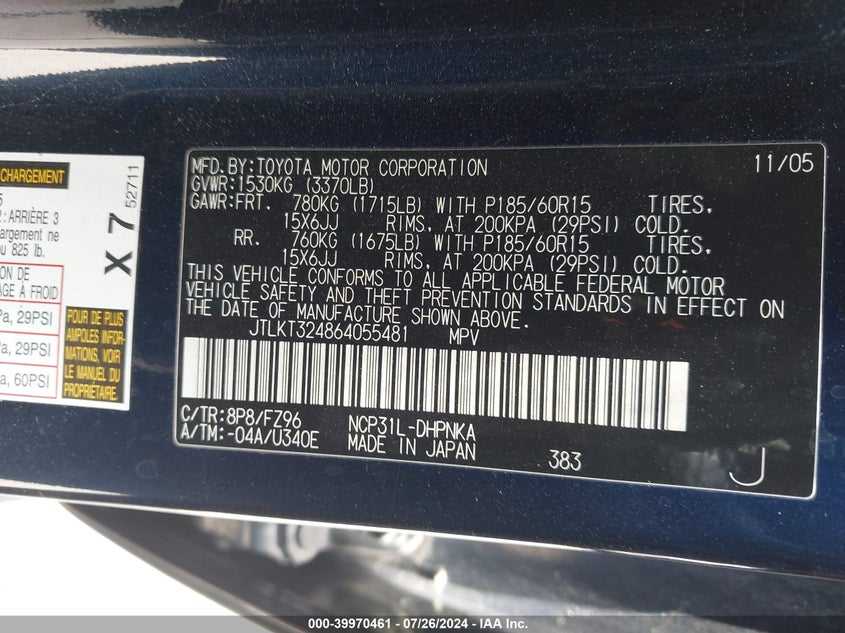 CHARGEMENT
5
: ARRIÈRE 3
argement ne
u 825 lb.
ION DE
AGE À FROID
Pa, 29PSI
a, 29PSI
a, 60PSI
X 7
52711
POUR DE PLUS
AMPLES INFOR-
MATIONS, VOIR
LE MANUEL DU
PROPRIÉTAIRE.
MFD.BY:TOYOTA MOTOR CORPORATION 11/05
GVWR:1530KG (3370LB)
GAWR:FRT. 780KG (1715LB) WITH P185/60R15 TIRES,
15X6JJ RIMS, AT 200KPA (29PSI) COLD.
RR. 760KG (1675LB) WITH P185/60R15 TIRES,
15X6JJ RIMS, AT 200KPA (29PSI) COLD.
THIS VEHICLE CONFORMS TO ALL APPLICABLE FEDERAL MOTOR
VEHICLE SAFETY AND THEFT PREVENTION STANDARDS IN EFFECT ON
THE DATE OF MANUFACTURE SHOWN ABOVE.
JTLKT324864055481 MPV
C/TR:8P8/FZ96 NCP31L-DHPNKA
A/TM:-04A/U340E MADE IN JAPAN 383 J
000-39970461 - 07/26/2024 - IAA Inc.